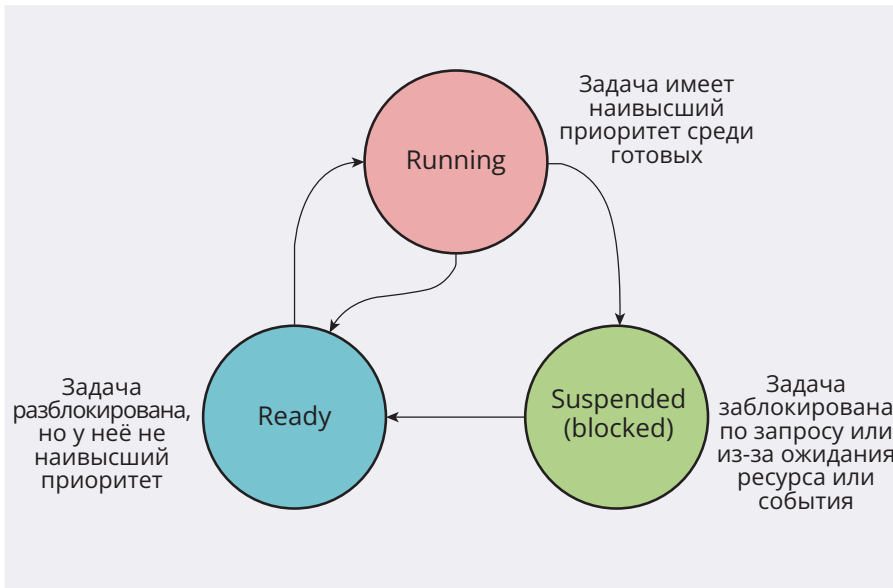 Задача имеет
наивысший
приоритет среди
готовых
Running
Задача
разблокирована,
но у неё не
наивысший
приоритет
Ready
Suspended
(blocked)
Задача
заблокирована
по запросу или
из-за ожидания
ресурса или
события